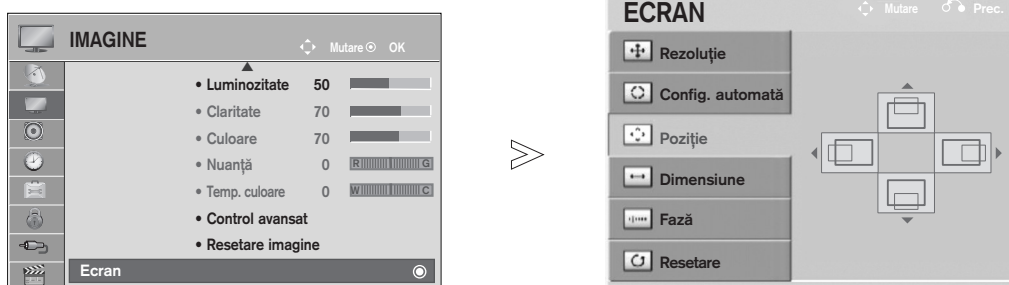 IMAGINE
Mutare OK
• Luminozitate 50
• Claritate 70
• Culoare 70
• Nuanță 0 R G
• Temp. culoare 0 W C
• Control avansat
• Resetare imagine
Ecran
ECRAN
Mutare Prec.
Rezoluție
Config. automată
Poziție
Dimensiune
Fază
Resetare